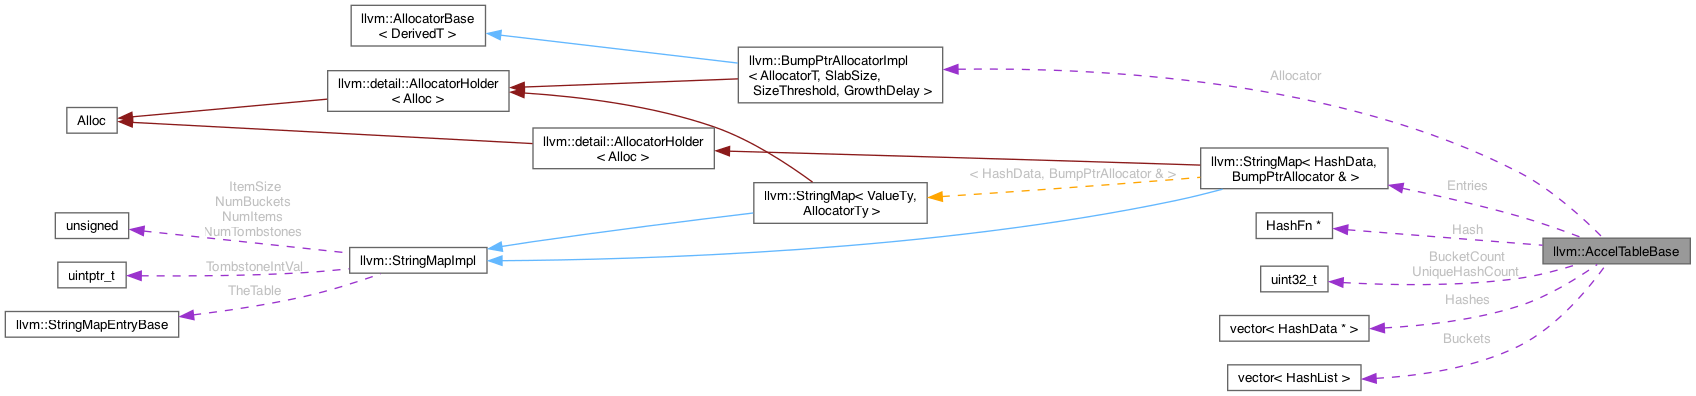 llvm::AllocatorBase
< DerivedT >
llvm::BumpPtrAllocatorImpl
< AllocatorT, SlabSize,
SizeThreshold, GrowthDelay >
Allocator
llvm::detail::AllocatorHolder
< Alloc >
Alloc
llvm::detail::AllocatorHolder
< Alloc >
llvm::StringMap< HashData,
BumpPtrAllocator & >
< HashData, BumpPtrAllocator & >
Entries
llvm::StringMap< ValueTy,
AllocatorTy >
ItemSize
NumBuckets
NumItems
NumTombstones
unsigned
HashFn *
Hash
llvm::AccelTableBase
llvm::StringMapImpl
TombstoneIntVal
uintptr_t
BucketCount
UniqueHashCount
uint32_t
TheTable
llvm::StringMapEntryBase
Hashes
vector< HashData * >
Buckets
vector< HashList >